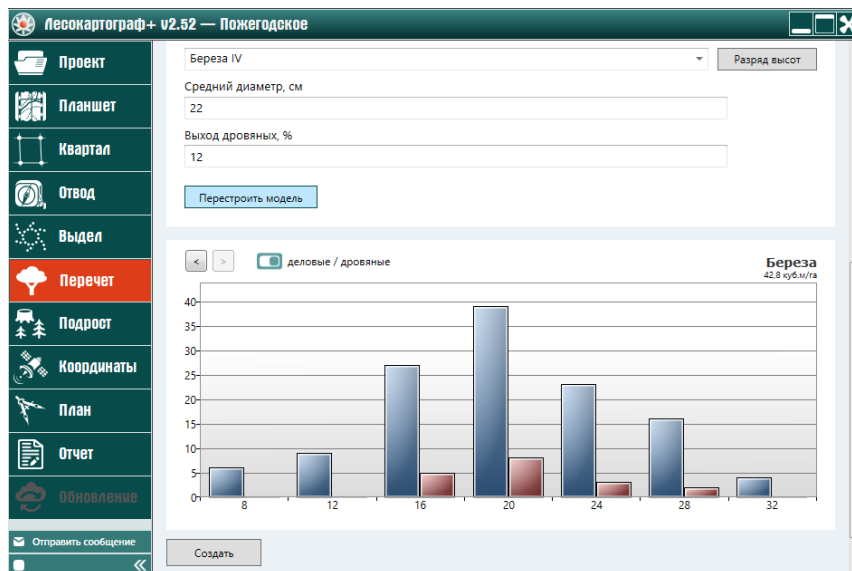 Лесокартограф+ v2.52 — Пожегодское
Проект
Планшет
Квартал
Отвод
Выдел
Перечет
Подрост
Координаты
План
Отчет
Обновление
Отправить сообщение
Береза IV
Разряд высот
Средний диаметр, см
22
Выход дровяных, %
12
Перестроить модель
< >
деловые / дровяные
Береза
42,8 куб.м/га
40
35
30
25
20
15
10
5
0
8 12 16 20 24 28 32
Создать